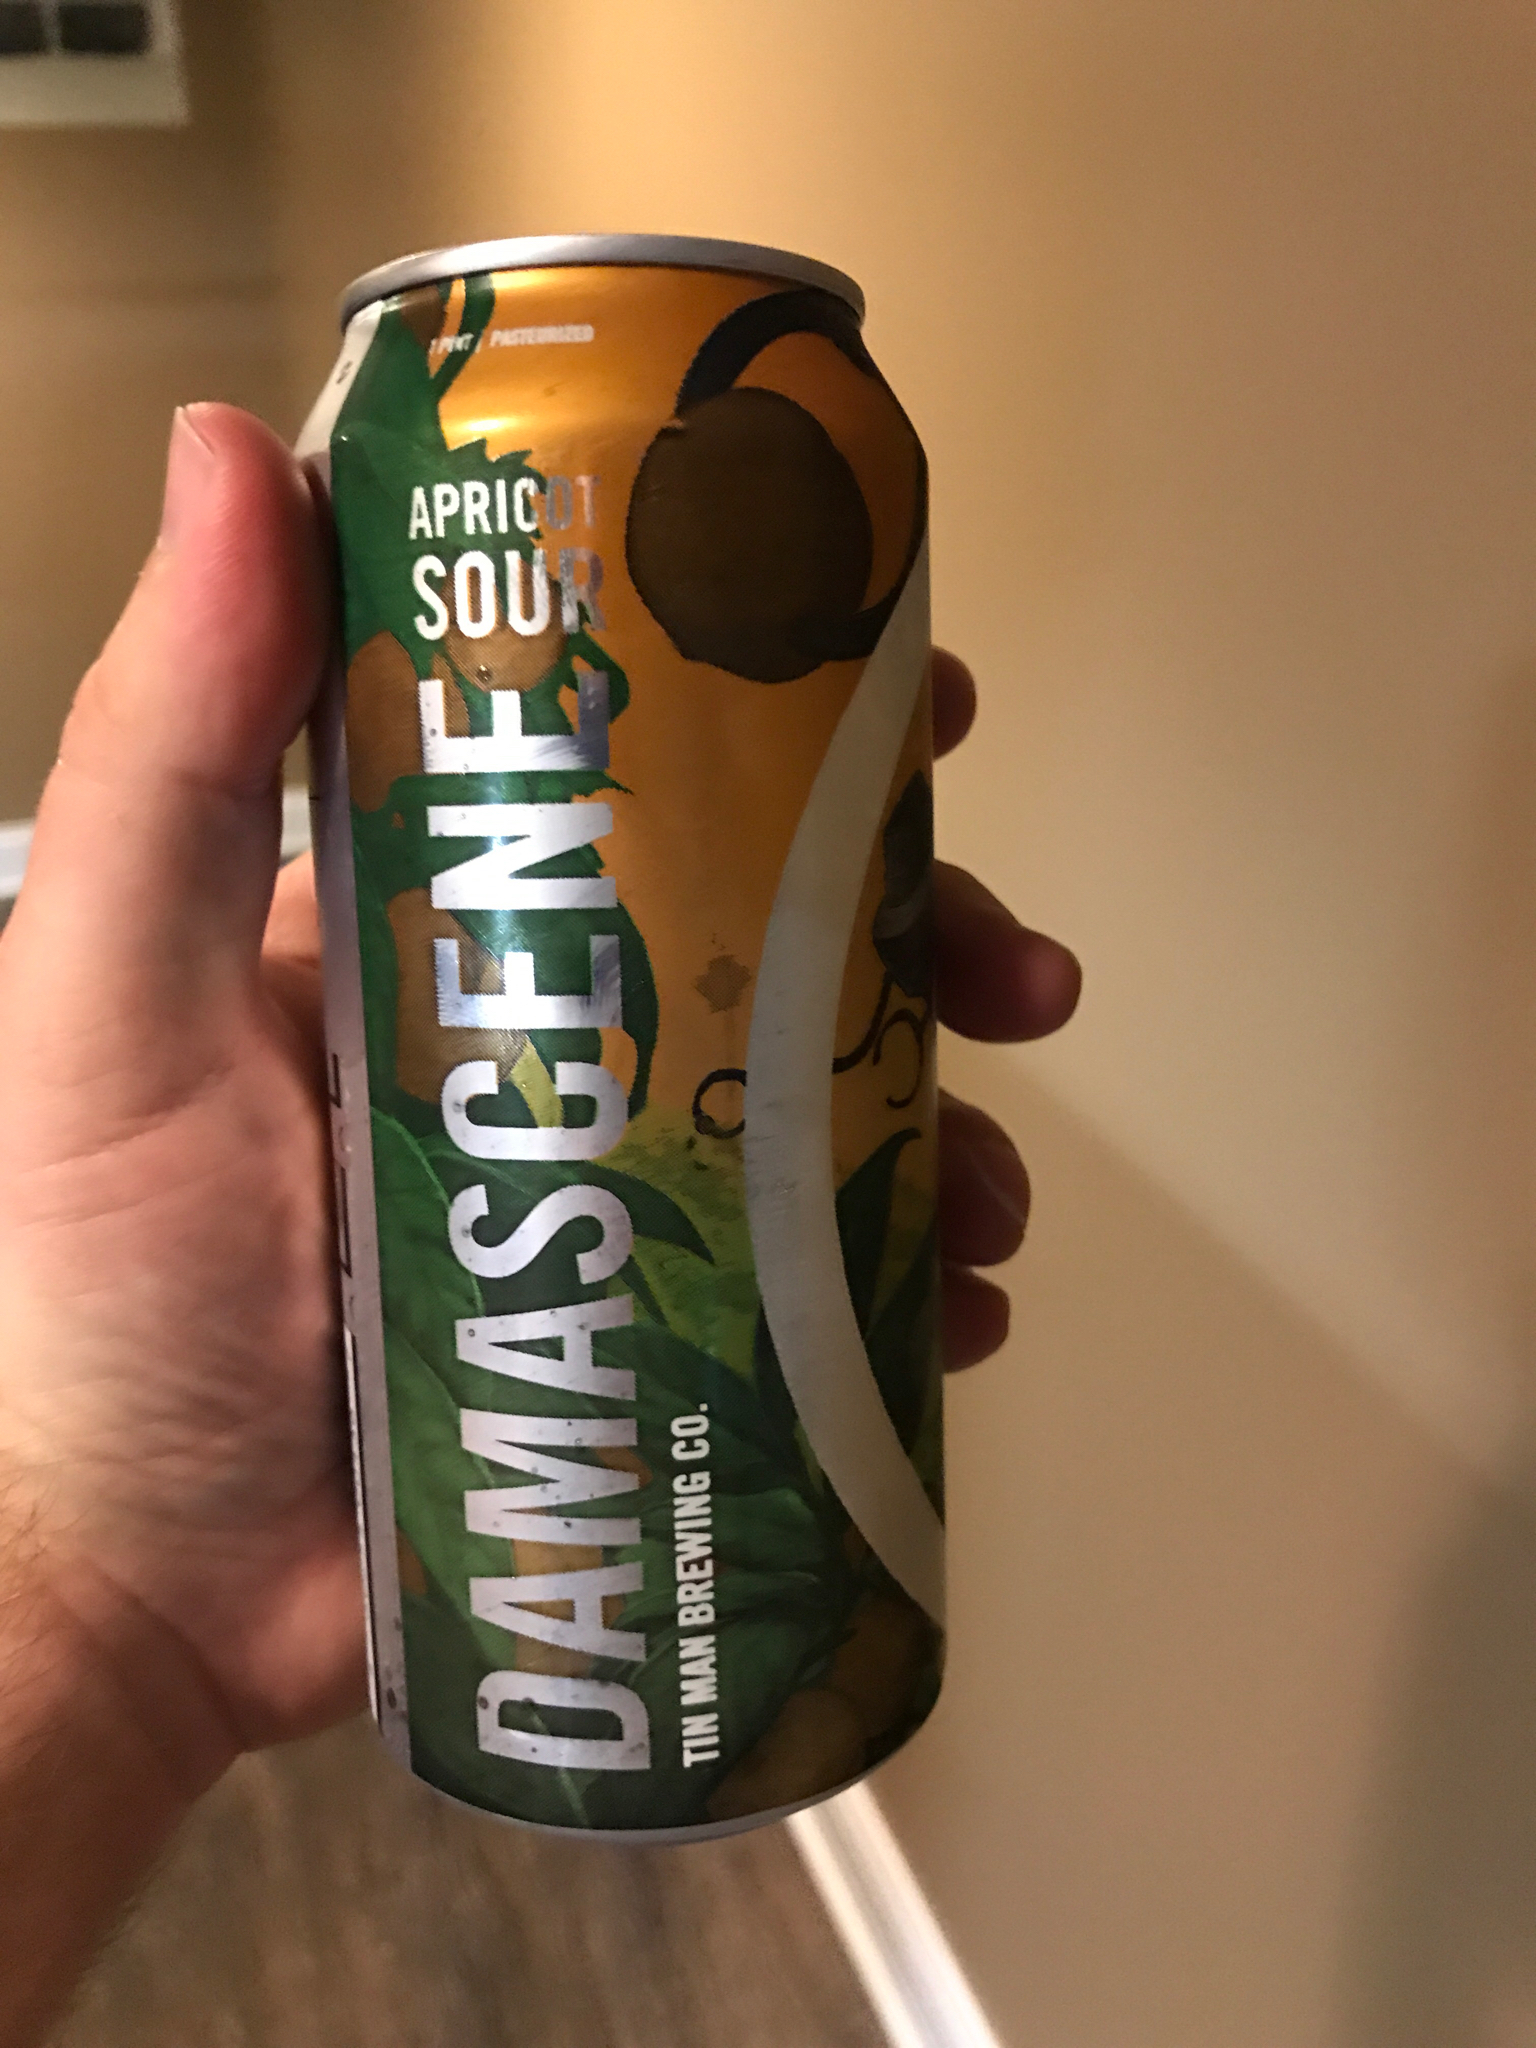 1 PINT | PASTEURIZED
APRICOT
SOUR
DAMASCENE
TIN MAN BREWING CO.